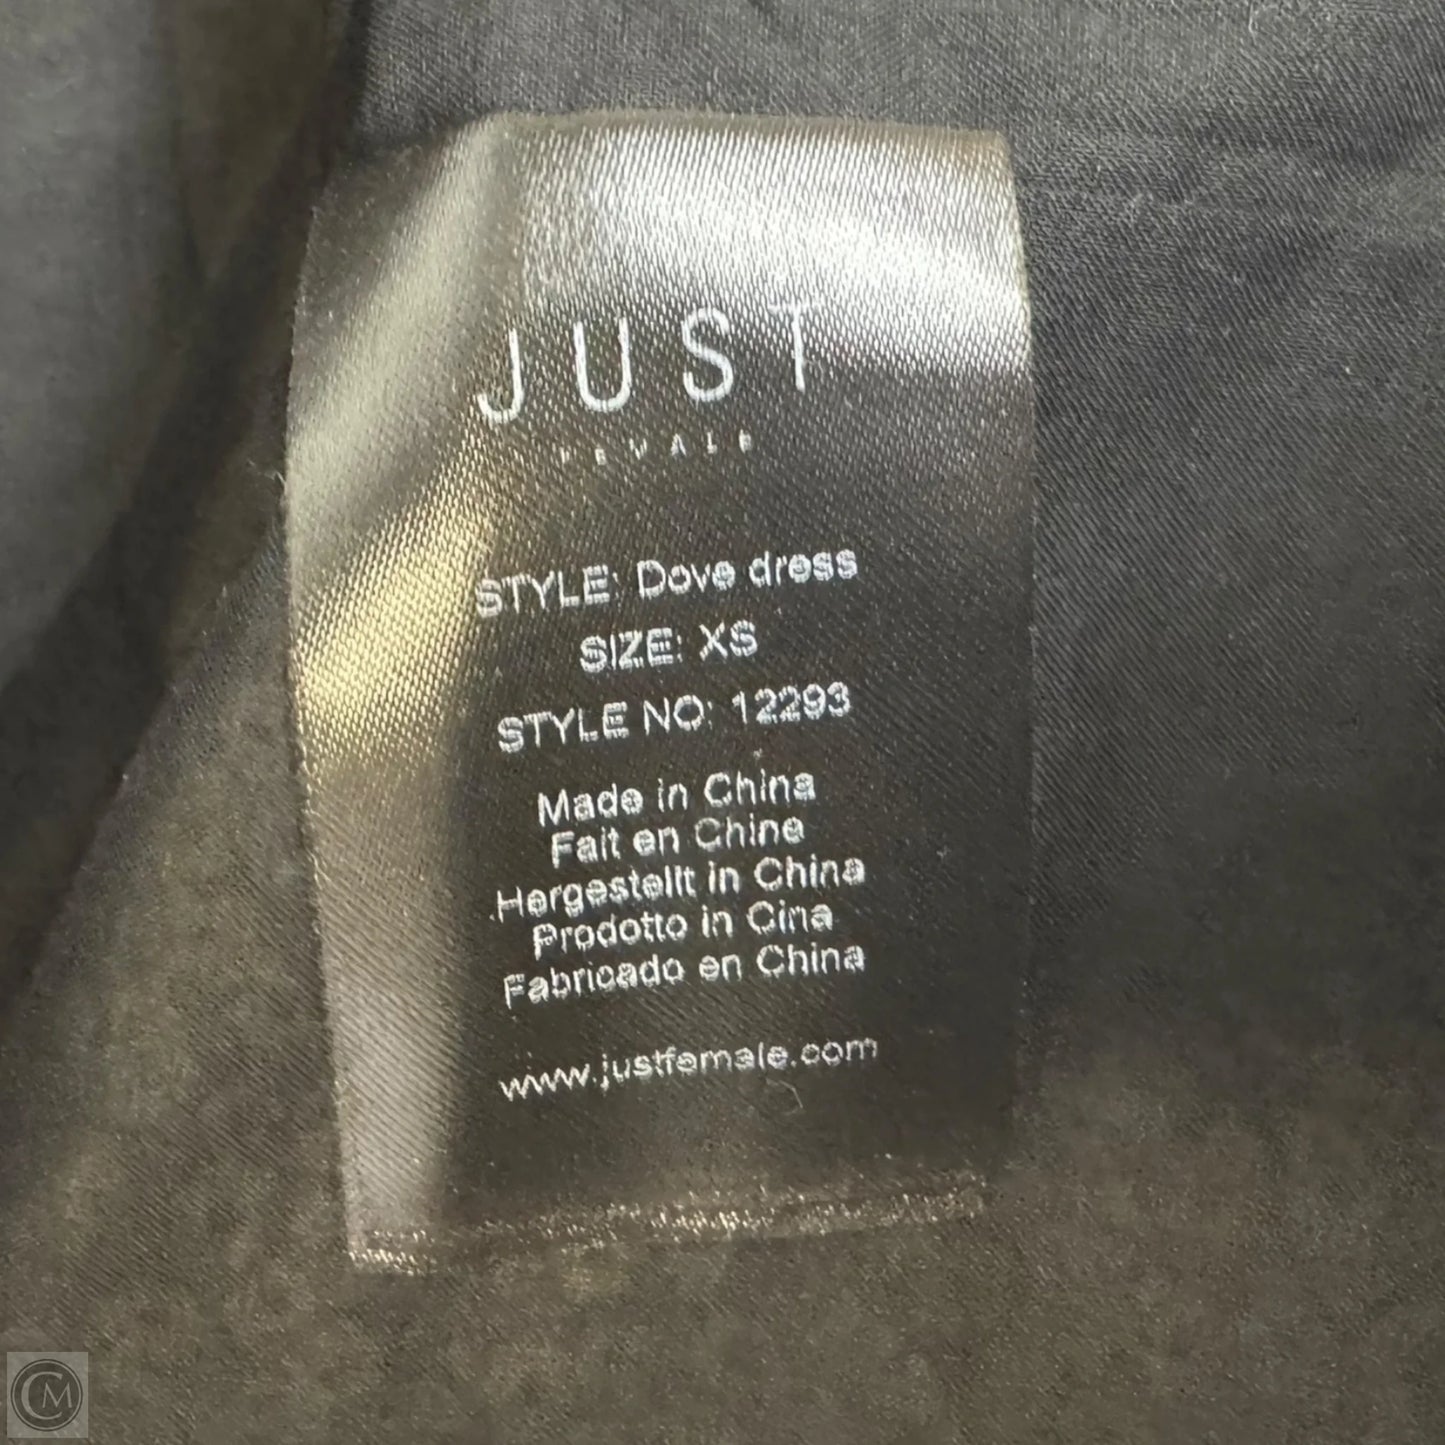 JUST
FEMALE
STYLE: Dove dress
SIZE: XS
STYLE NO: 12293
Made in China
Fait en Chine
Hergestellt in China
Prodotto in Cina
Fabricado en China
www.justfemale.com
CM